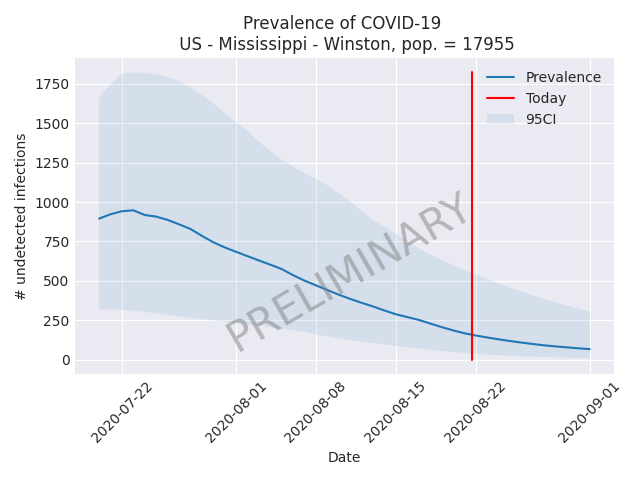 Prevalence of COVID-19
US - Mississippi - Winston, pop. = 17955
# undetected infections
1750
1500
1250
1000
750
500
250
0
Prevalence
Today
95CI
PRELIMINARY
2020-07-22
2020-08-01
2020-08-08
2020-08-15
2020-08-22
2020-09-01
Date